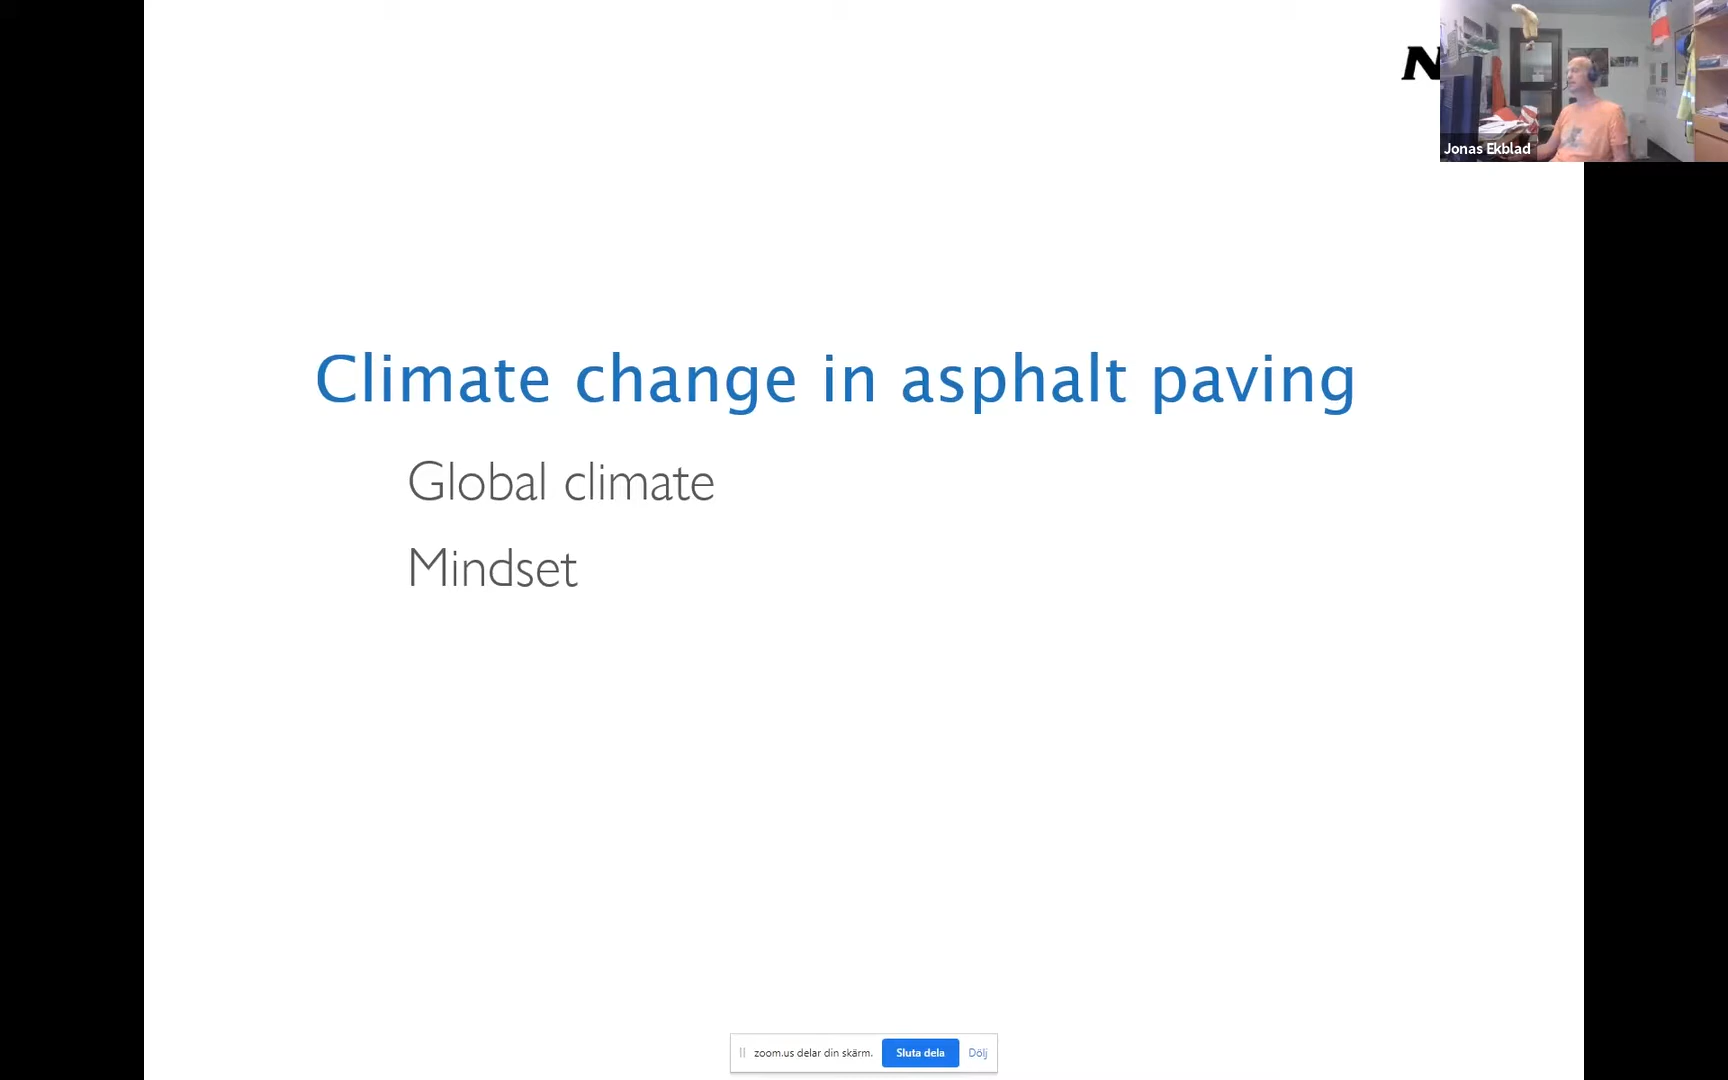 N
Jonas Ekblad
Climate change in asphalt paving
Global climate
Mindset
zoom.us delar din skärm. Sluta dela Dölj